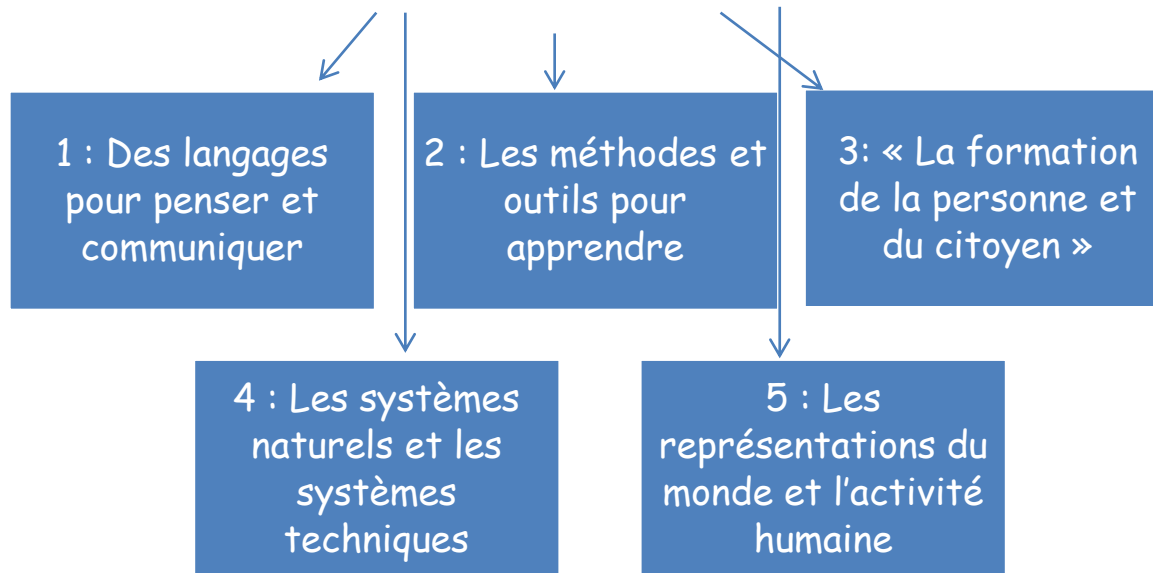 1 : Des langages
pour penser et
communiquer
2 : Les méthodes et
outils pour
apprendre
3: « La formation
de la personne et
du citoyen »
4 : Les systèmes
naturels et les
systèmes
techniques
5 : Les
représentations du
monde et l’activité
humaine